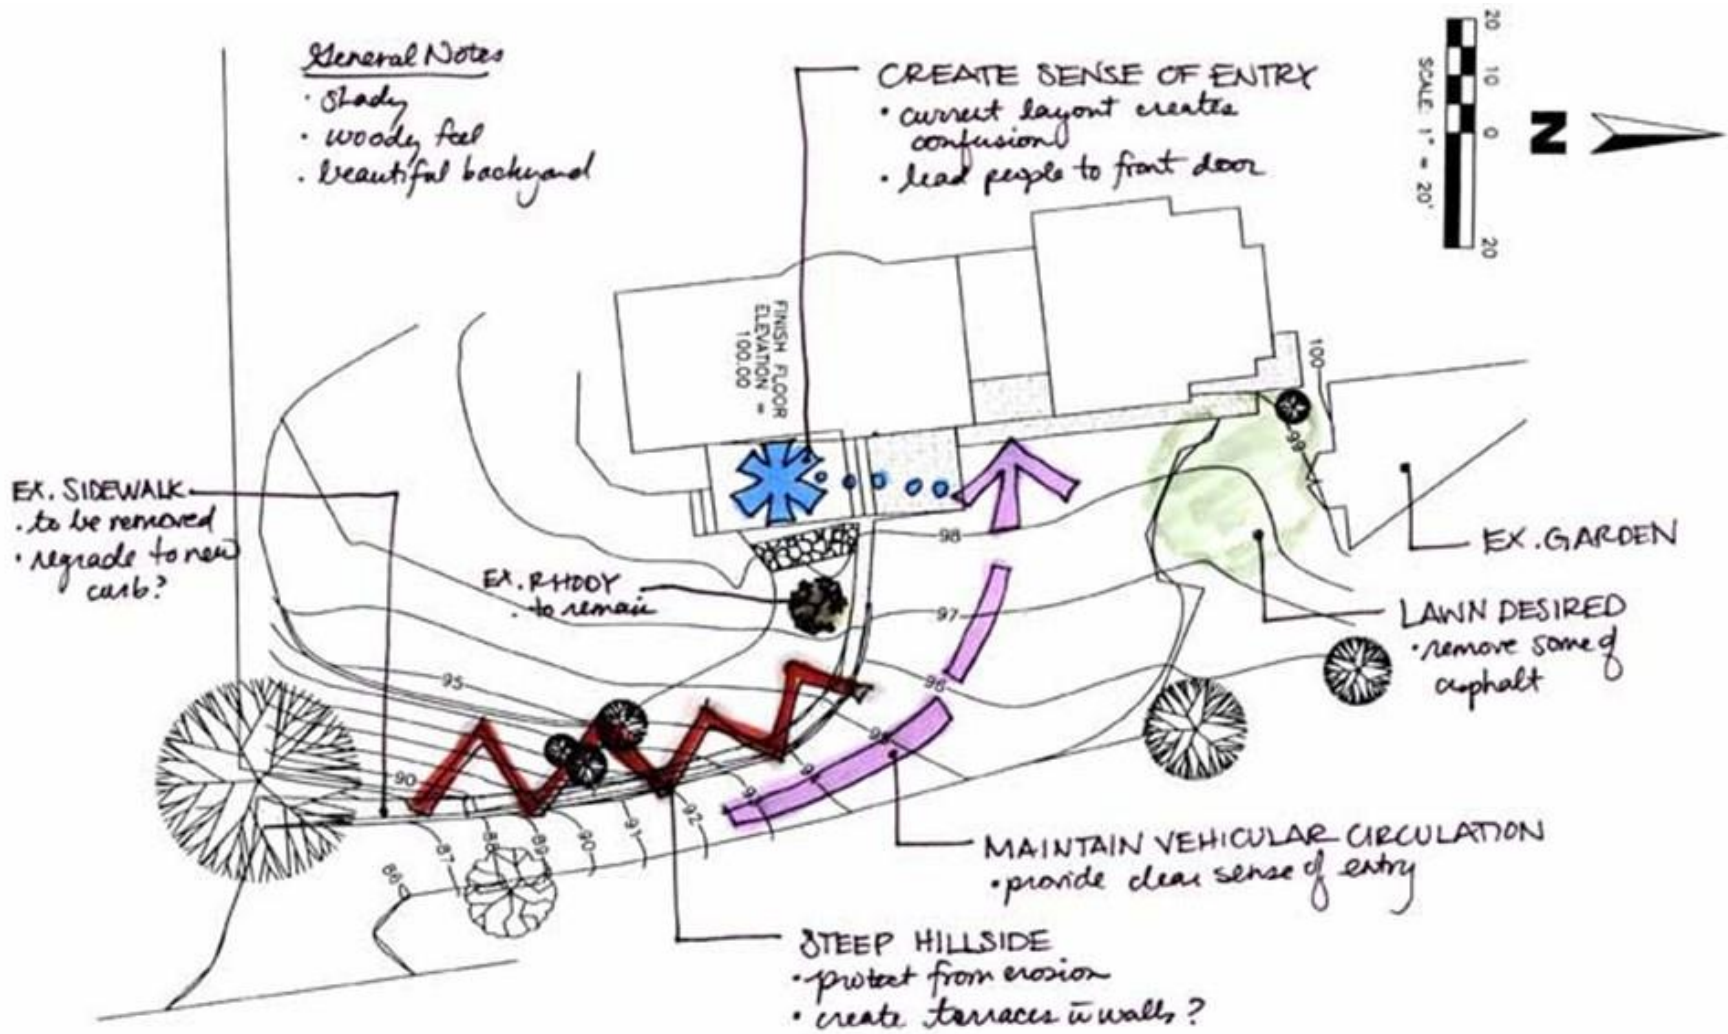 General Notes
· shady
· woody feel
· beautiful backyard
CREATE SENSE OF ENTRY
• current layout creates
confusion
• lead people to front door
20
10
0
20
SCALE: 1" = 20'
N
FINISH FLOOR
ELEVATION =
100.00
100
99
EX. SIDEWALK
· to be removed
• regrade to new
curb?
EX. RHODY
· to remain
98
97
96
95
95
EX. GARDEN
LAWN DESIRED
• remove some of
asphalt
90
87
88
89
90
91
92
86
MAINTAIN VEHICULAR CIRCULATION
• provide clear sense of entry
STEEP HILLSIDE
• protect from erosion
• create terraces w̄ walls?